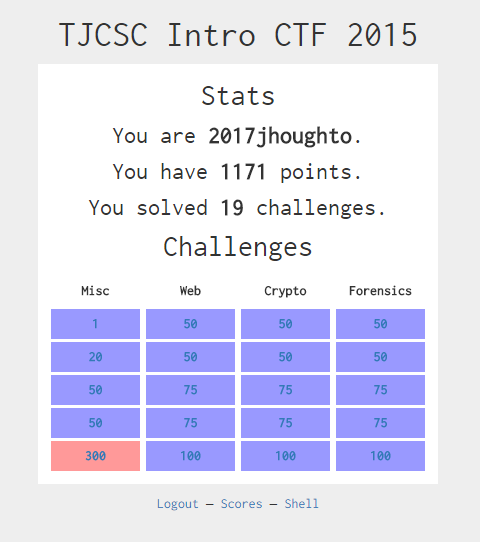 TJCSC Intro CTF 2015
Stats
You are 2017jhoughto.
You have 1171 points.
You solved 19 challenges.
Challenges
Misc Web Crypto Forensics
1 50 50 50
20 50 50 50
50 75 75 75
50 75 75 75
300 100 100 100
Logout — Scores — Shell